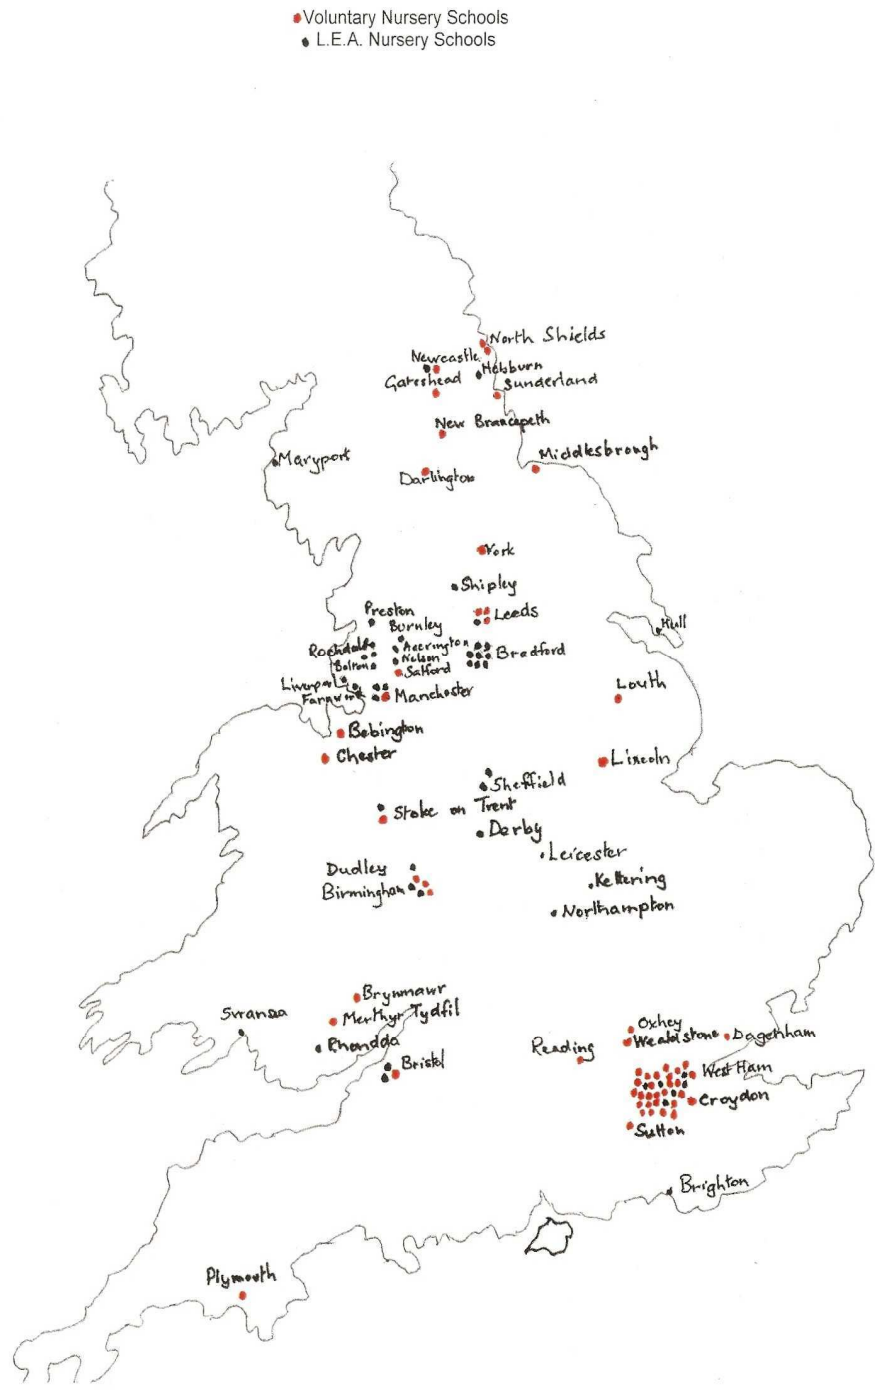 Voluntary Nursery Schools
L.E.A. Nursery Schools
North Shields
Newcastle
Hebburn
Gateshead
Sunderland
New Brancepeth
Maryport
Middlesbrough
Darlington
York
Shipley
Preston
Leeds
Burnley
Hull
Rochdale
Accrington
Nelson
Bradford
Bolton
Salford
Liverpool
Farnworth
Manchester
Louth
Bebington
Chester
Lincoln
Sheffield
Stoke on Trent
Derby
Leicester
Dudley
Kettering
Birmingham
Northampton
Brynmawr
Swansea
Merthyr Tydfil
Oxhey
Wealdstone
Dagenham
Rhondda
Reading
Bristol
West Ham
Croydon
Sutton
Brighton
Plymouth